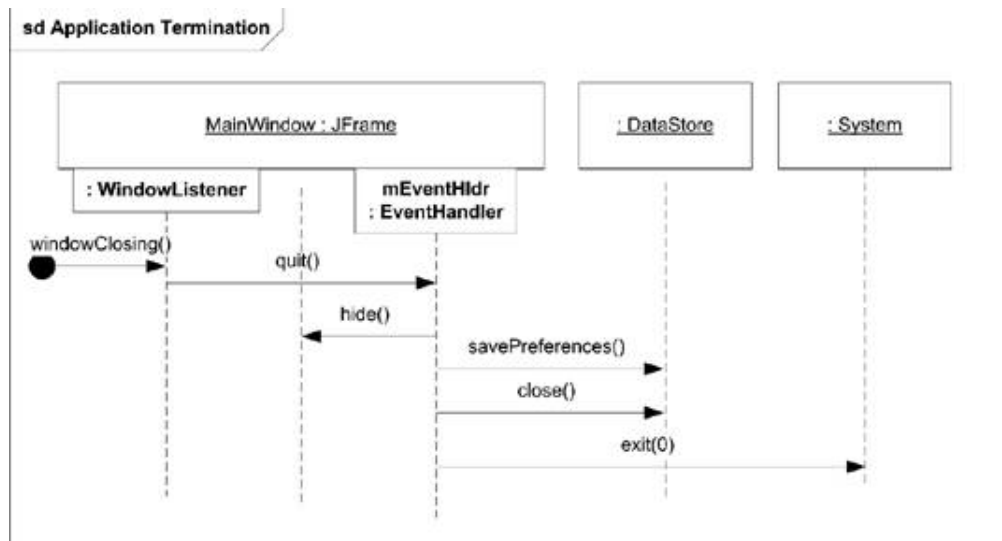 sd Application Termination
MainWindow : JFrame
: DataStore
: System
: WindowListener
mEventHldr
: EventHandler
windowClosing()
quit()
hide()
savePreferences()
close()
exit(0)